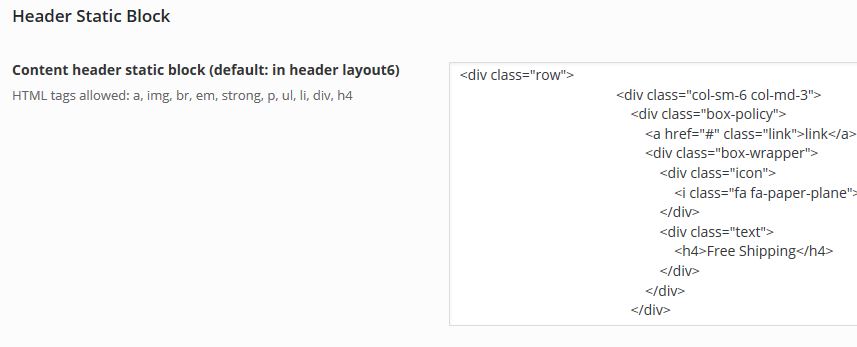 Header Static Block
Content header static block (default: in header layout6)
HTML tags allowed: a, img, br, em, strong, p, ul, li, div, h4
<div class="row">
<div class="col-sm-6 col-md-3">
<div class="box-policy">
<a href="#" class="link">link</a>
<div class="box-wrapper">
<div class="icon">
<i class="fa fa-paper-plane">
</div>
<div class="text">
<h4>Free Shipping</h4>
</div>
</div>
</div>